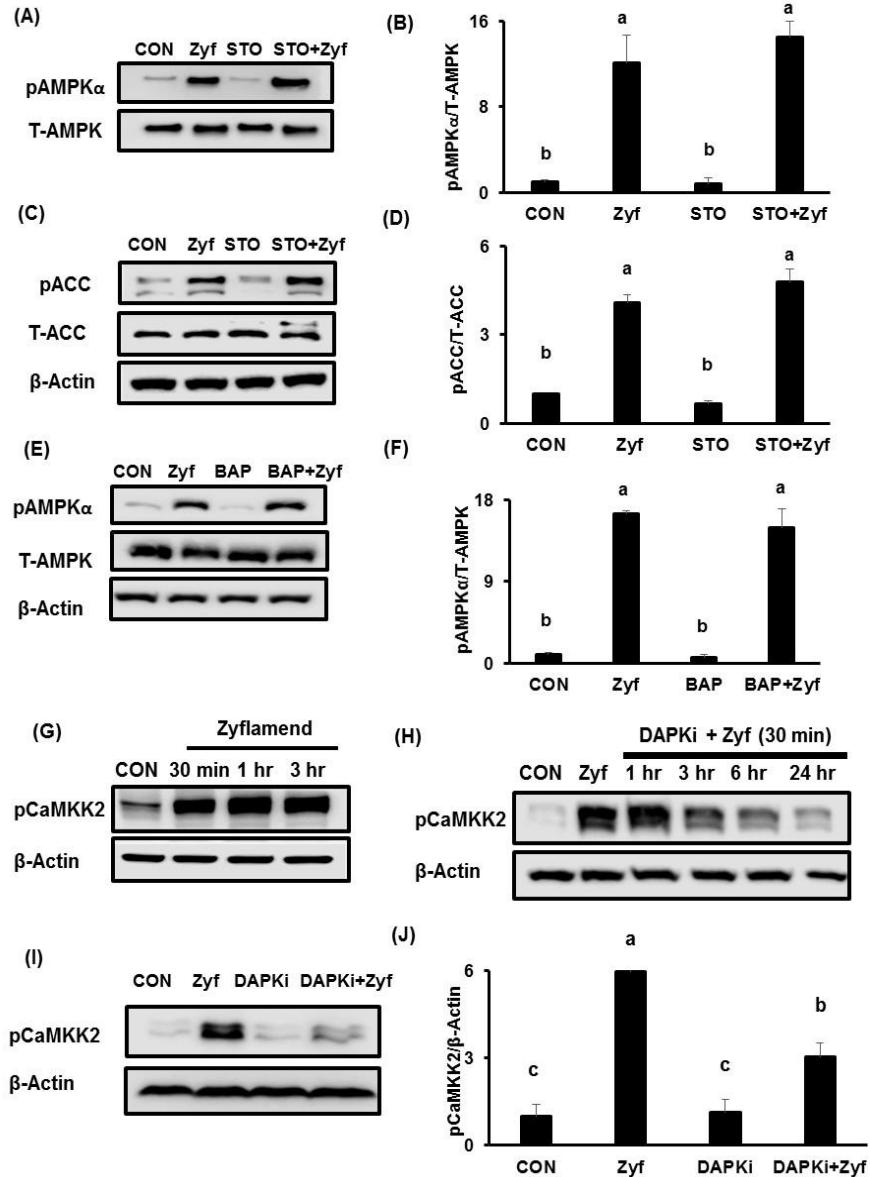 (A)
CON Zyf STO STO+Zyf
pAMPKα
T-AMPK
(B)
pAMPKα/T-AMPK
16
12
8
4
0
a
b
b
a
CON Zyf STO STO+Zyf
(C)
CON Zyf STO STO+Zyf
pACC
T-ACC
β-Actin
(D)
pACC/T-ACC
6
3
0
b
a
b
a
CON Zyf STO STO+Zyf
(E)
CON Zyf BAP BAP+Zyf
pAMPKα
T-AMPK
β-Actin
(F)
pAMPKα/T-AMPK
18
9
0
b
a
b
a
CON Zyf BAP BAP+Zyf
(G)
Zyflamend
CON 30 min 1 hr 3 hr
pCaMKK2
β-Actin
(H)
DAPKi + Zyf (30 min)
CON Zyf 1 hr 3 hr 6 hr 24 hr
pCaMKK2
β-Actin
(I)
CON Zyf DAPKi DAPKi+Zyf
pCaMKK2
β-Actin
(J)
pCaMKK2/β-Actin
6
3
0
c
a
c
b
CON Zyf DAPKi DAPKi+Zyf